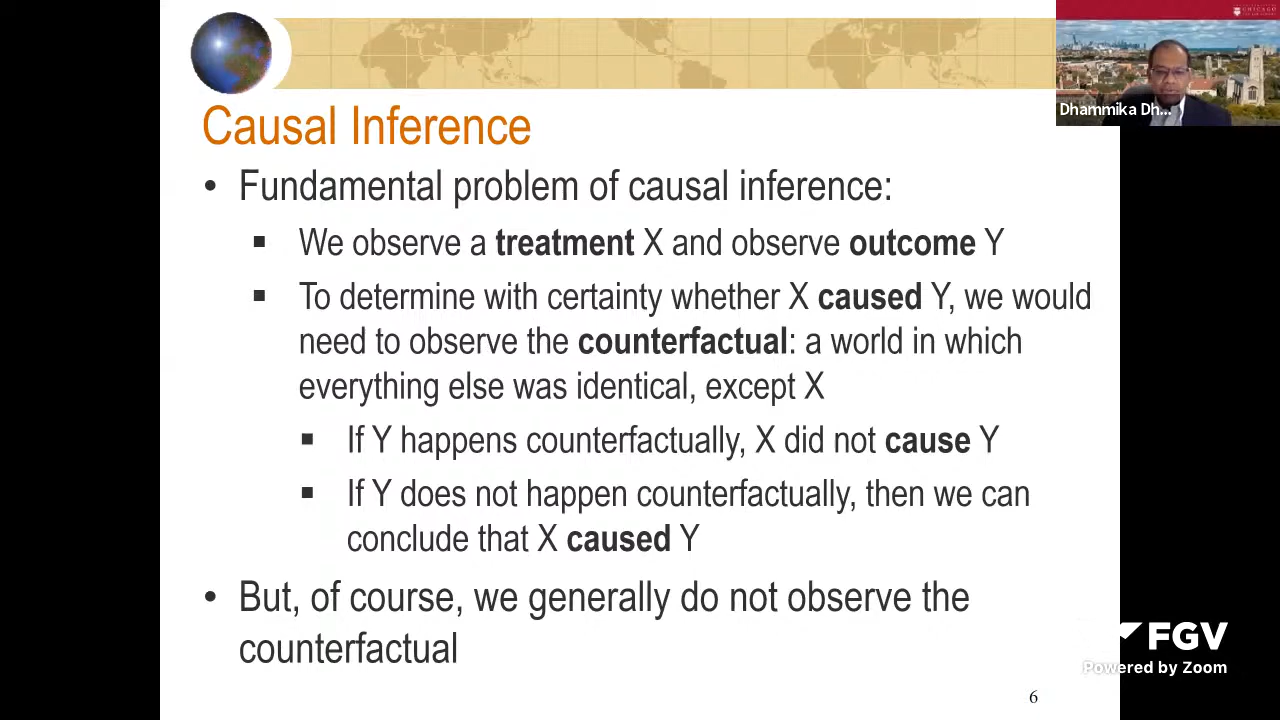 CHICAGO
Dhammika Dh...
Causal Inference
• Fundamental problem of causal inference:
▪ We observe a treatment X and observe outcome Y
▪ To determine with certainty whether X caused Y, we would
need to observe the counterfactual: a world in which
everything else was identical, except X
▪ If Y happens counterfactually, X did not cause Y
▪ If Y does not happen counterfactually, then we can
conclude that X caused Y
• But, of course, we generally do not observe the
counterfactual
FGV
Powered by Zoom
6